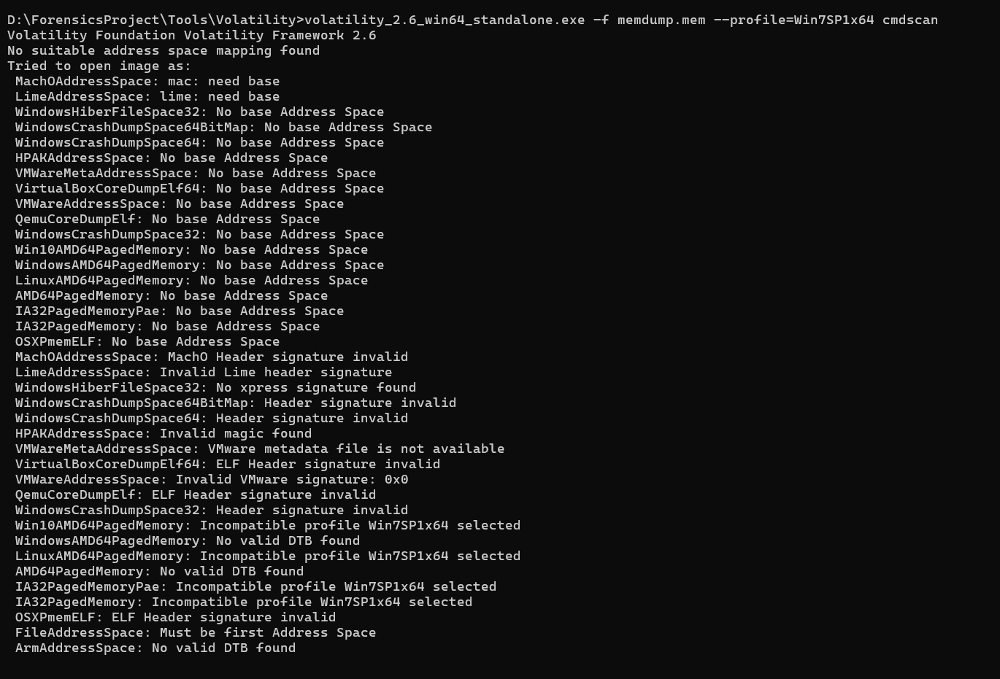 D:\ForensicsProject\Tools\Volatility>volatility_2.6_win64_standalone.exe -f memdump.mem --profile=Win7SP1x64 cmdscan
Volatility Foundation Volatility Framework 2.6
No suitable address space mapping found
Tried to open image as:
MachOAddressSpace: mac: need base
LimeAddressSpace: lime: need base
WindowsHiberFileSpace32: No base Address Space
WindowsCrashDumpSpace64BitMap: No base Address Space
WindowsCrashDumpSpace64: No base Address Space
HPAKAddressSpace: No base Address Space
VMWareMetaAddressSpace: No base Address Space
VirtualBoxCoreDumpElf64: No base Address Space
VMWareAddressSpace: No base Address Space
QemuCoreDumpElf: No base Address Space
WindowsCrashDumpSpace32: No base Address Space
Win10AMD64PagedMemory: No base Address Space
WindowsAMD64PagedMemory: No base Address Space
LinuxAMD64PagedMemory: No base Address Space
AMD64PagedMemory: No base Address Space
IA32PagedMemoryPae: No base Address Space
IA32PagedMemory: No base Address Space
OSXPmemELF: No base Address Space
MachOAddressSpace: MachO Header signature invalid
LimeAddressSpace: Invalid Lime header signature
WindowsHiberFileSpace32: No xpress signature found
WindowsCrashDumpSpace64BitMap: Header signature invalid
WindowsCrashDumpSpace64: Header signature invalid
HPAKAddressSpace: Invalid magic found
VMWareMetaAddressSpace: VMware metadata file is not available
VirtualBoxCoreDumpElf64: ELF Header signature invalid
VMWareAddressSpace: Invalid VMware signature: 0x0
QemuCoreDumpElf: ELF Header signature invalid
WindowsCrashDumpSpace32: Header signature invalid
Win10AMD64PagedMemory: Incompatible profile Win7SP1x64 selected
WindowsAMD64PagedMemory: No valid DTB found
LinuxAMD64PagedMemory: Incompatible profile Win7SP1x64 selected
AMD64PagedMemory: No valid DTB found
IA32PagedMemoryPae: Incompatible profile Win7SP1x64 selected
IA32PagedMemory: Incompatible profile Win7SP1x64 selected
OSXPmemELF: ELF Header signature invalid
FileAddressSpace: Must be first Address Space
ArmAddressSpace: No valid DTB found